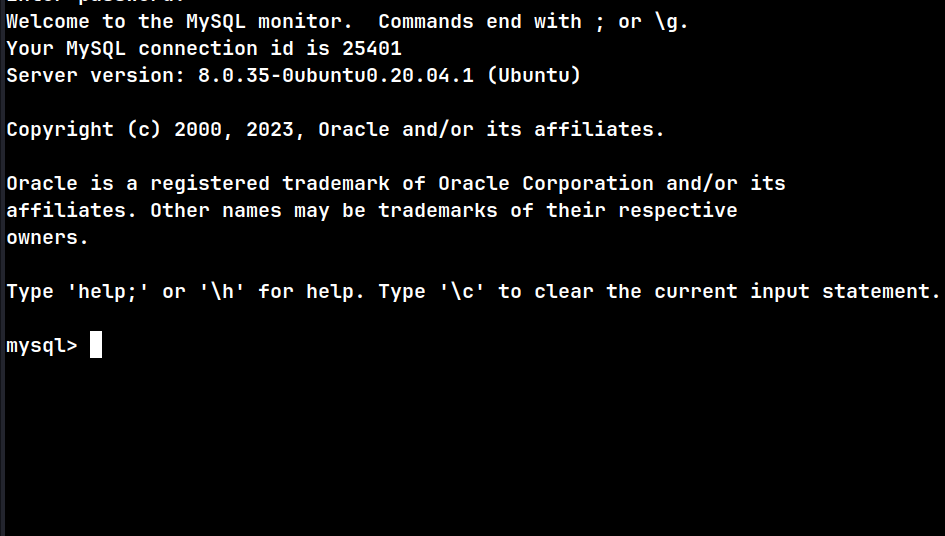 Enter password:
Welcome to the MySQL monitor.  Commands end with ; or \g.
Your MySQL connection id is 25401
Server version: 8.0.35-0ubuntu0.20.04.1 (Ubuntu)
Copyright (c) 2000, 2023, Oracle and/or its affiliates.
Oracle is a registered trademark of Oracle Corporation and/or its
affiliates. Other names may be trademarks of their respective
owners.
Type 'help;' or '\h' for help. Type '\c' to clear the current input statement.
mysql>